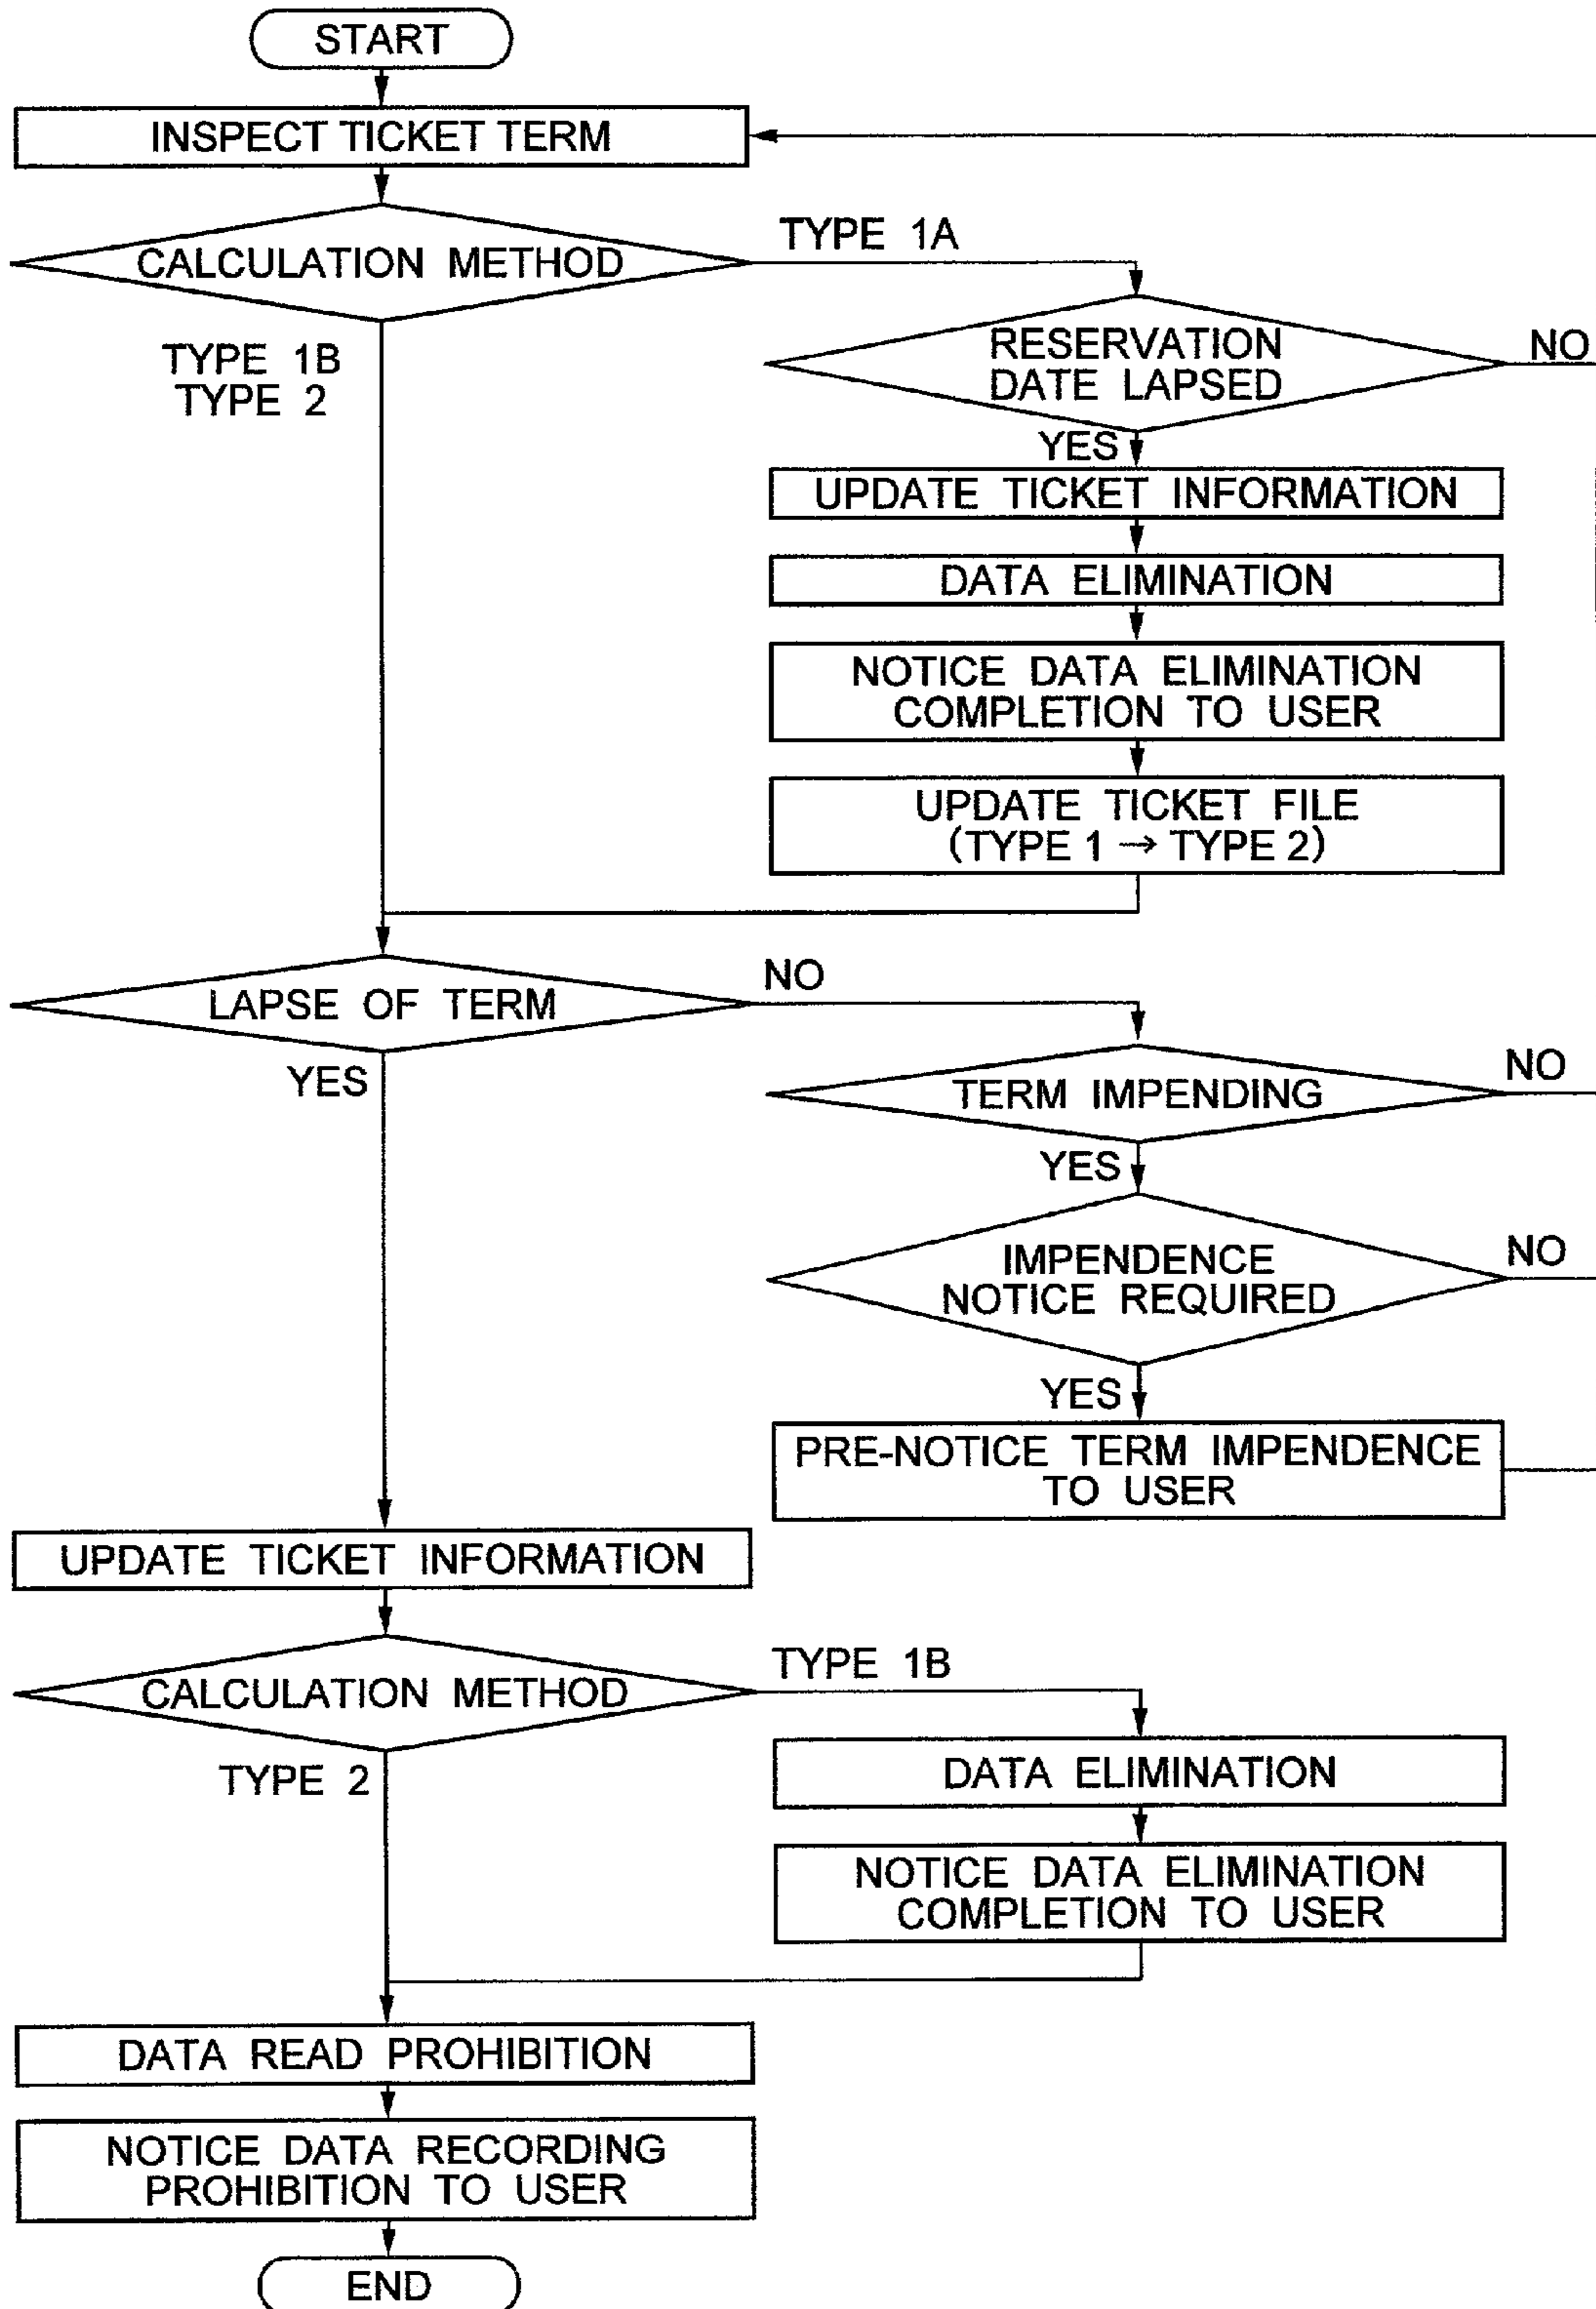 START
INSPECT TICKET TERM
CALCULATION METHOD
TYPE 1A
TYPE 1B
TYPE 2
RESERVATION
DATE LAPSED
NO
YES
UPDATE TICKET INFORMATION
DATA ELIMINATION
NOTICE DATA ELIMINATION
COMPLETION TO USER
UPDATE TICKET FILE
(TYPE 1 → TYPE 2)
LAPSE OF TERM
NO
YES
TERM IMPENDING
NO
YES
IMPENDENCE
NOTICE REQUIRED
NO
YES
PRE-NOTICE TERM IMPENDENCE
TO USER
UPDATE TICKET INFORMATION
CALCULATION METHOD
TYPE 1B
TYPE 2
DATA ELIMINATION
NOTICE DATA ELIMINATION
COMPLETION TO USER
DATA READ PROHIBITION
NOTICE DATA RECORDING
PROHIBITION TO USER
END